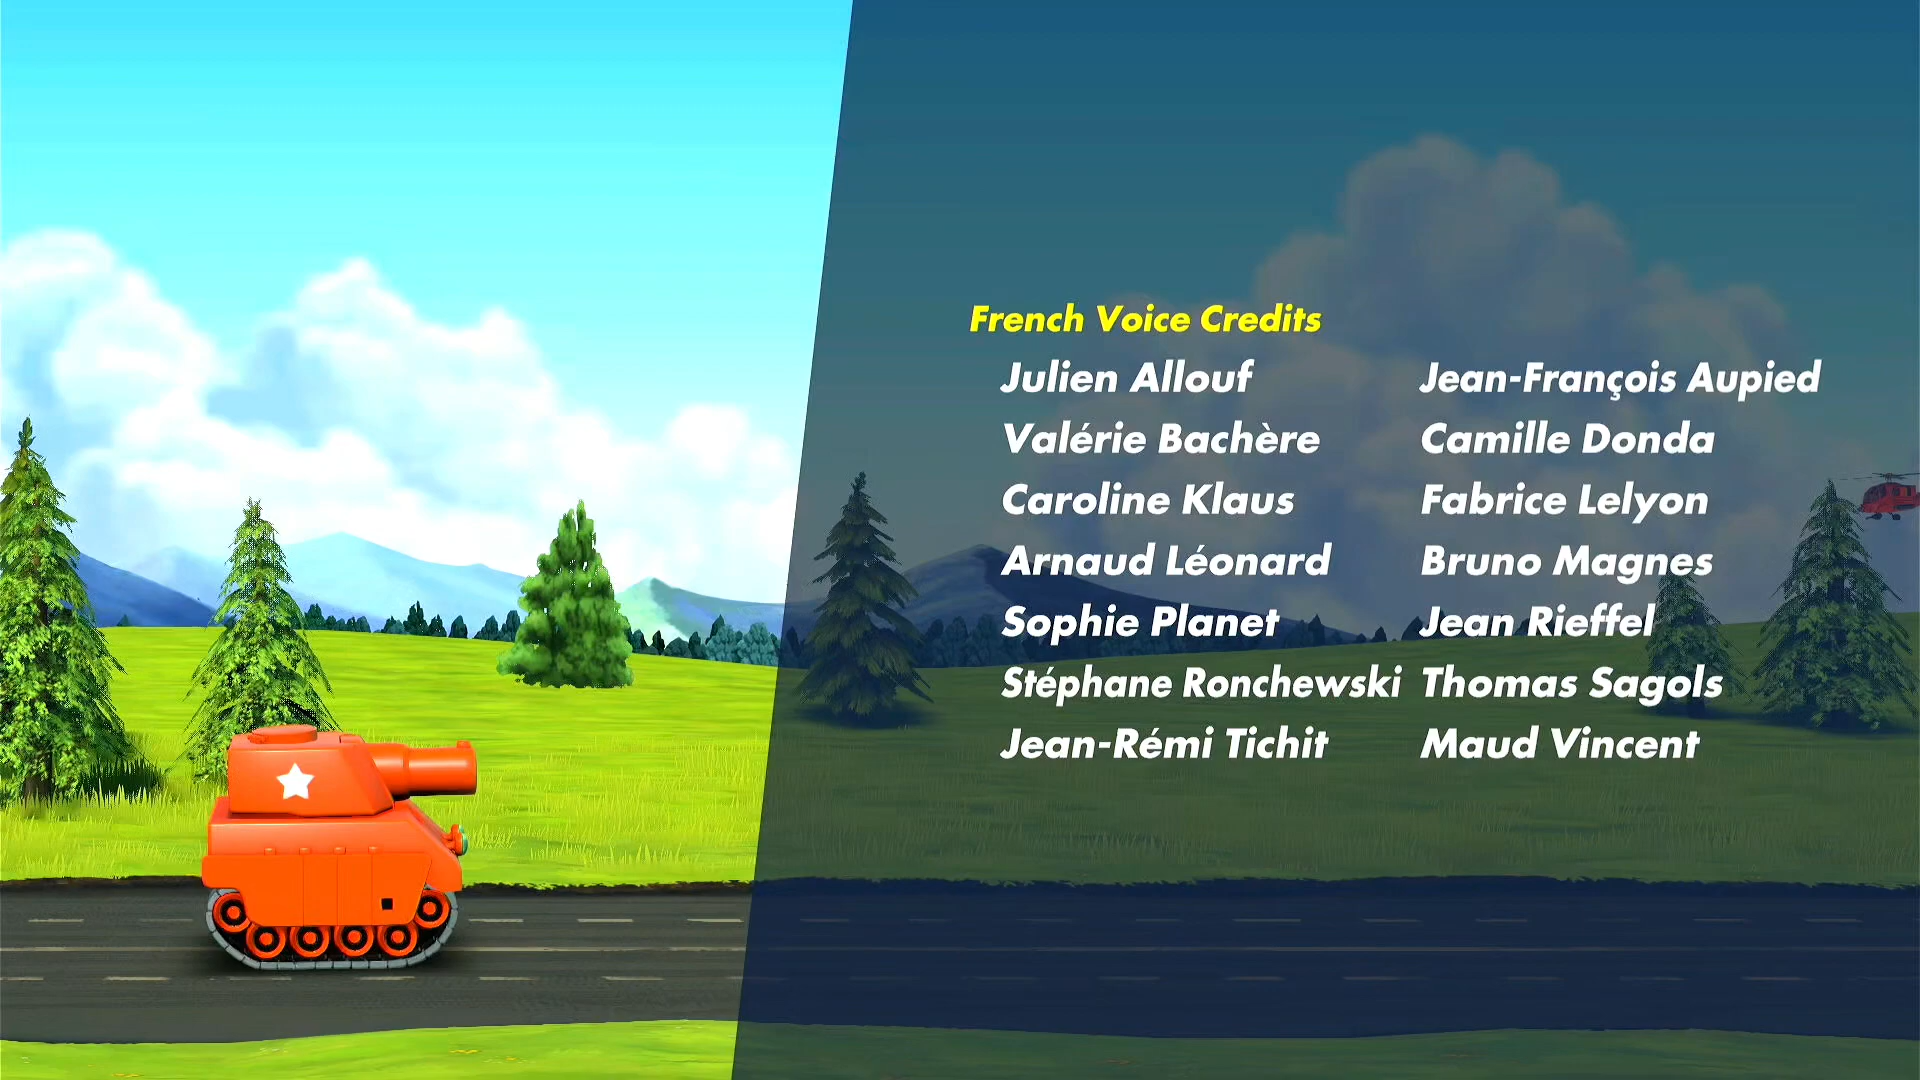 French Voice Credits
Julien Allouf Jean-François Aupied
Valérie Bachère Camille Donda
Caroline Klaus Fabrice Lelyon
Arnaud Léonard Bruno Magnes
Sophie Planet Jean Rieffel
Stéphane Ronchewski Thomas Sagols
Jean-Rémi Tichit Maud Vincent